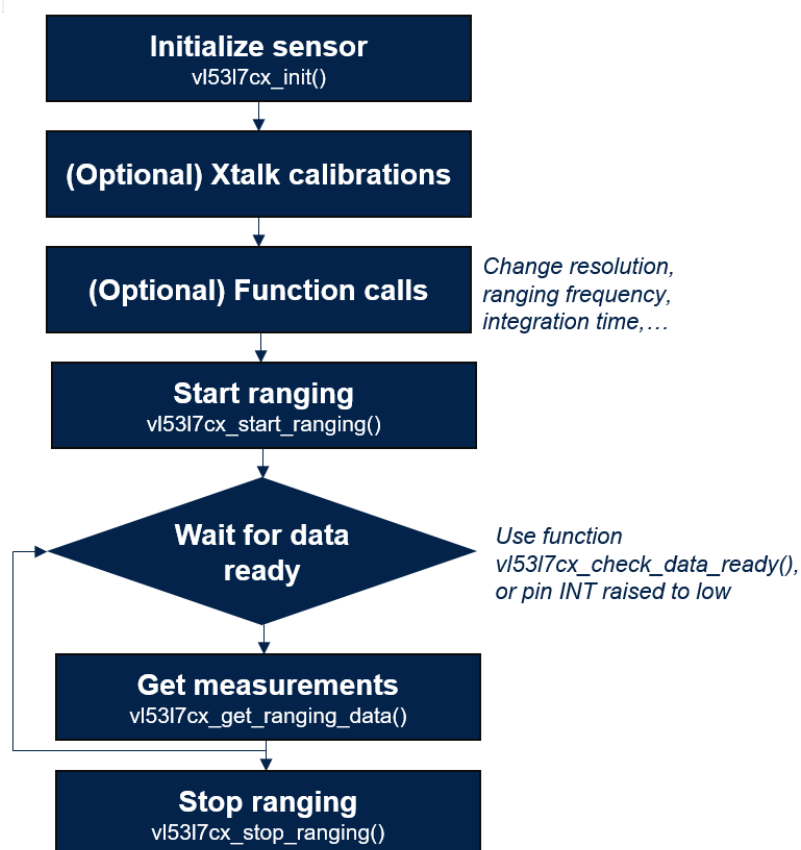 Initialize sensor
vl53l7cx_init()
(Optional) Xtalk calibrations
(Optional) Function calls
Change resolution,
ranging frequency,
integration time,…
Start ranging
vl53l7cx_start_ranging()
Wait for data
ready
Use function
vl53l7cx_check_data_ready(),
or pin INT raised to low
Get measurements
vl53l7cx_get_ranging_data()
Stop ranging
vl53l7cx_stop_ranging()